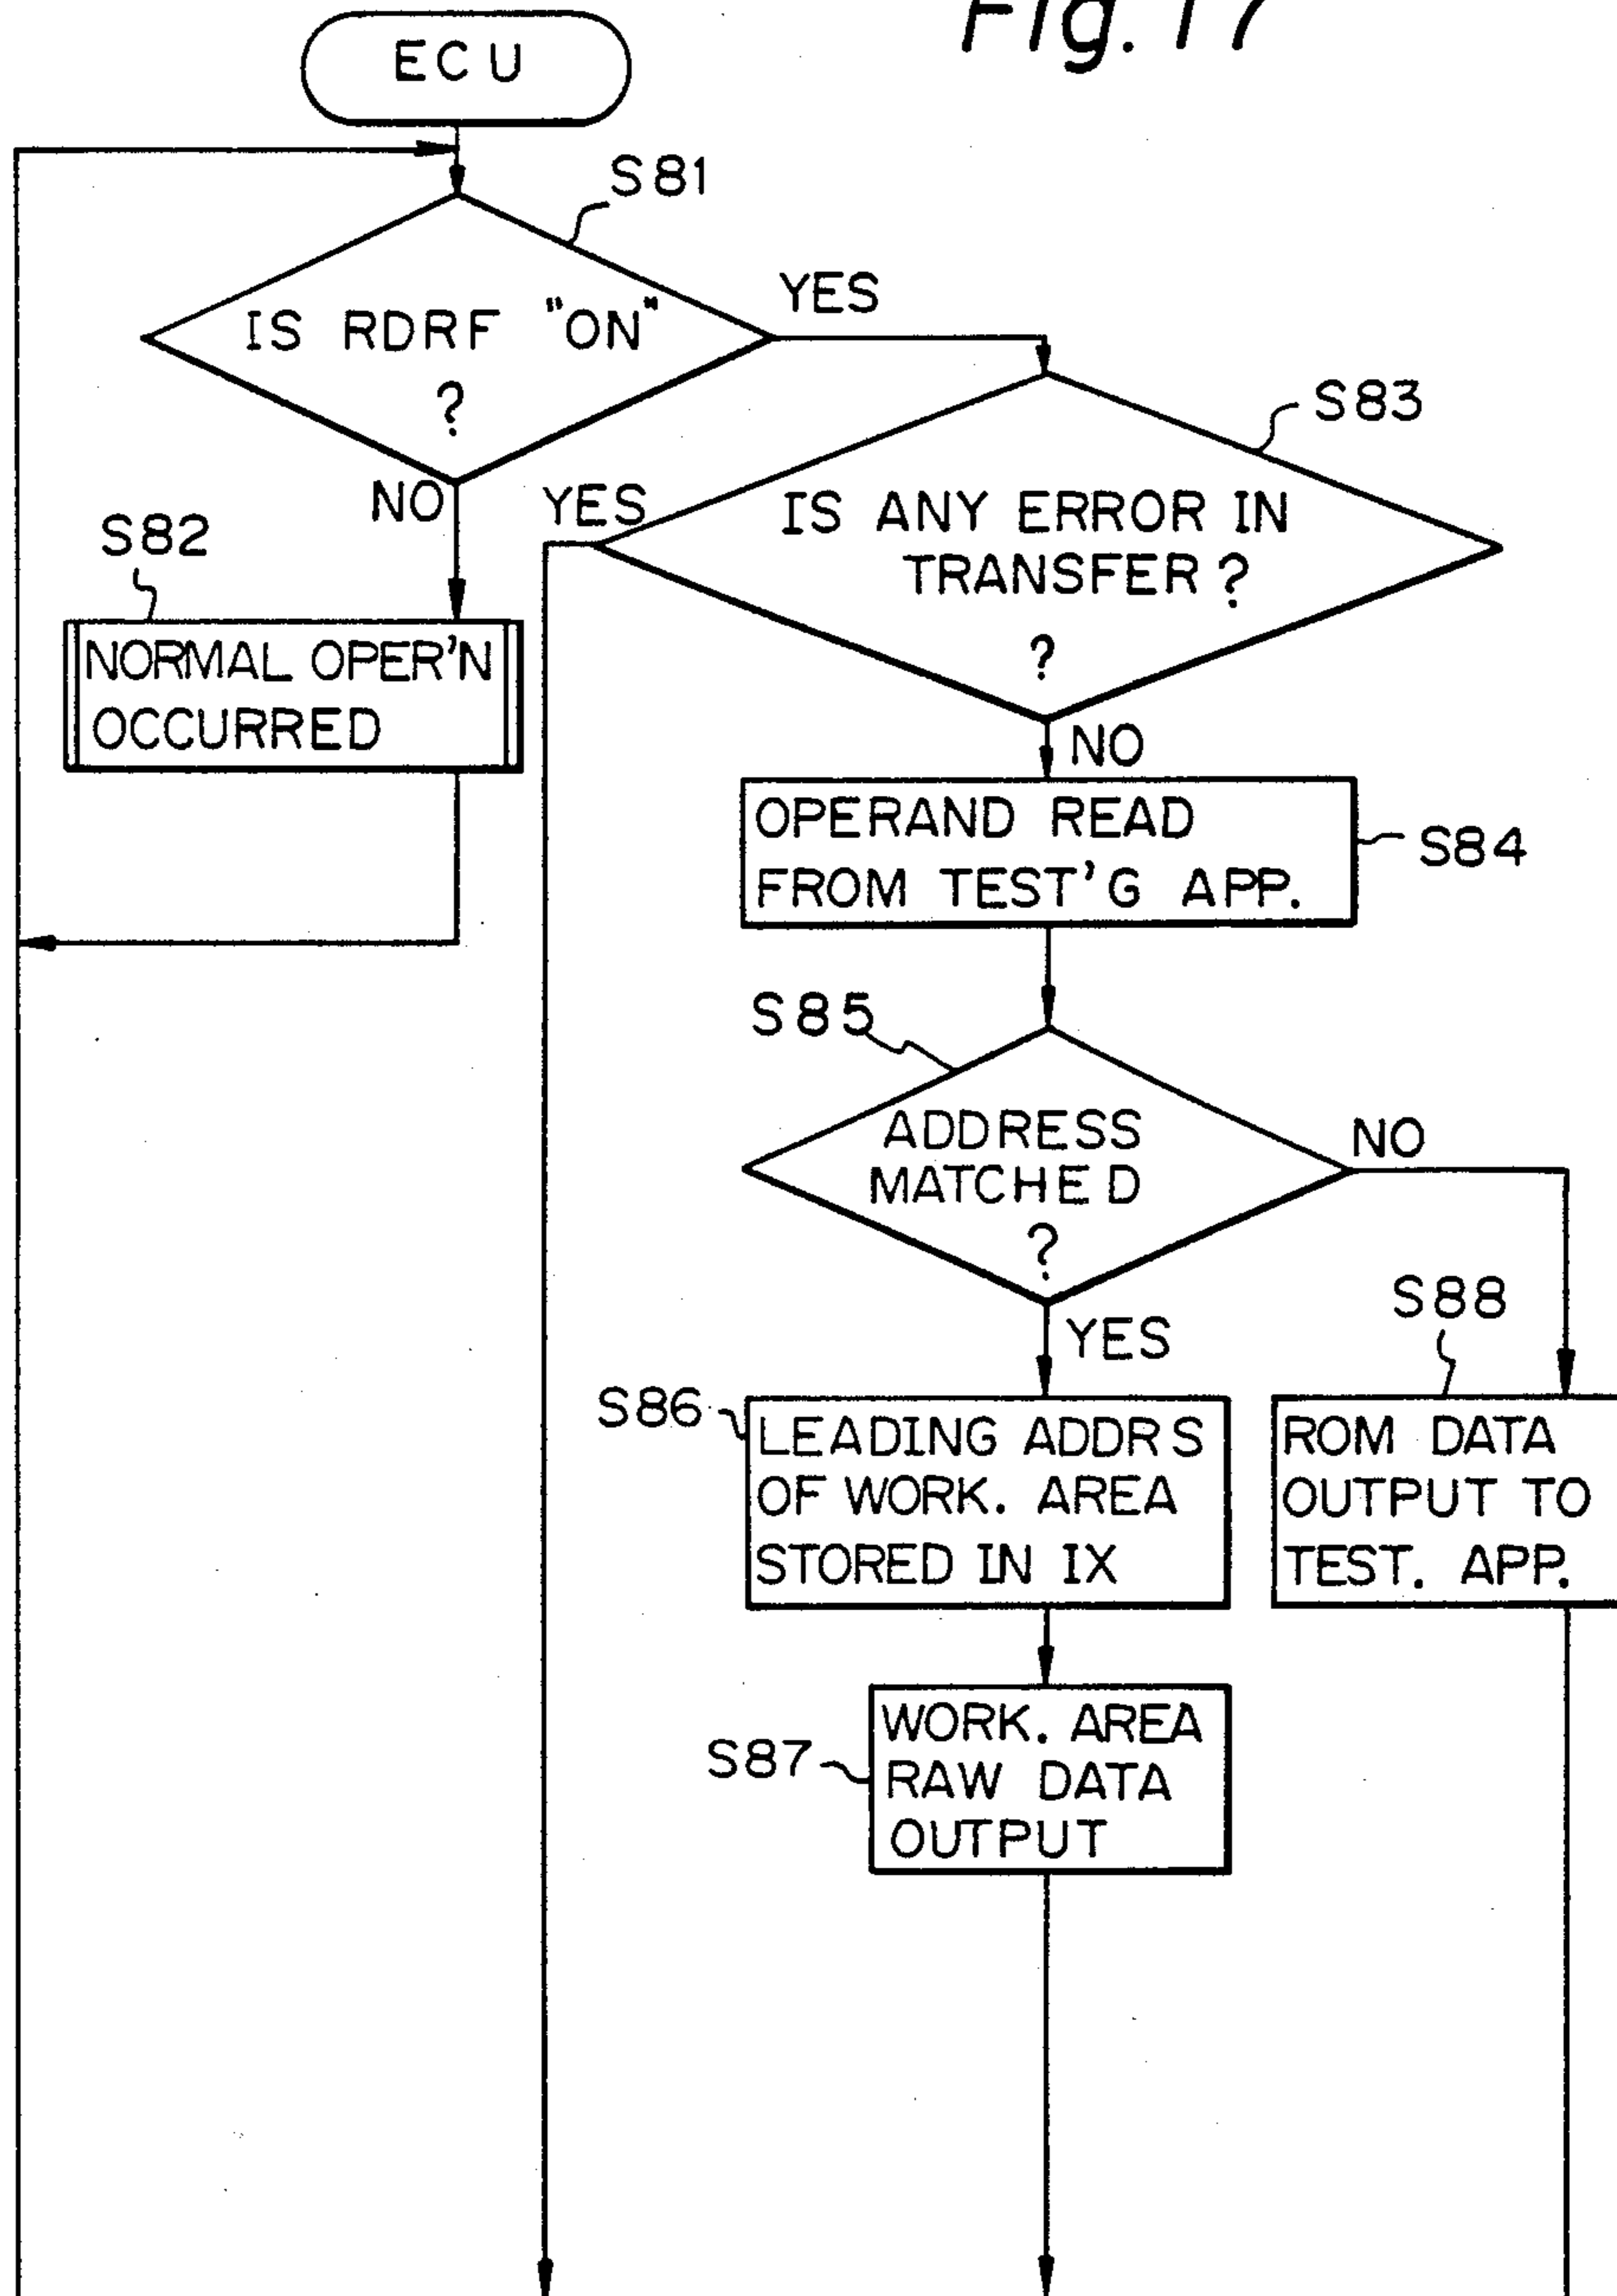 Fig. 17
ECU
S81
IS RDRF "ON"
?
YES
NO
S82
NORMAL OPER'N
OCCURRED
S83
YES
IS ANY ERROR IN
TRANSFER ?
?
NO
OPERAND READ
FROM TEST'G APP.
S84
S85
ADDRESS
MATCHED
?
NO
YES
S86
LEADING ADDRS
OF WORK. AREA
STORED IN IX
S88
ROM DATA
OUTPUT TO
TEST. APP.
S87
WORK. AREA
RAW DATA
OUTPUT